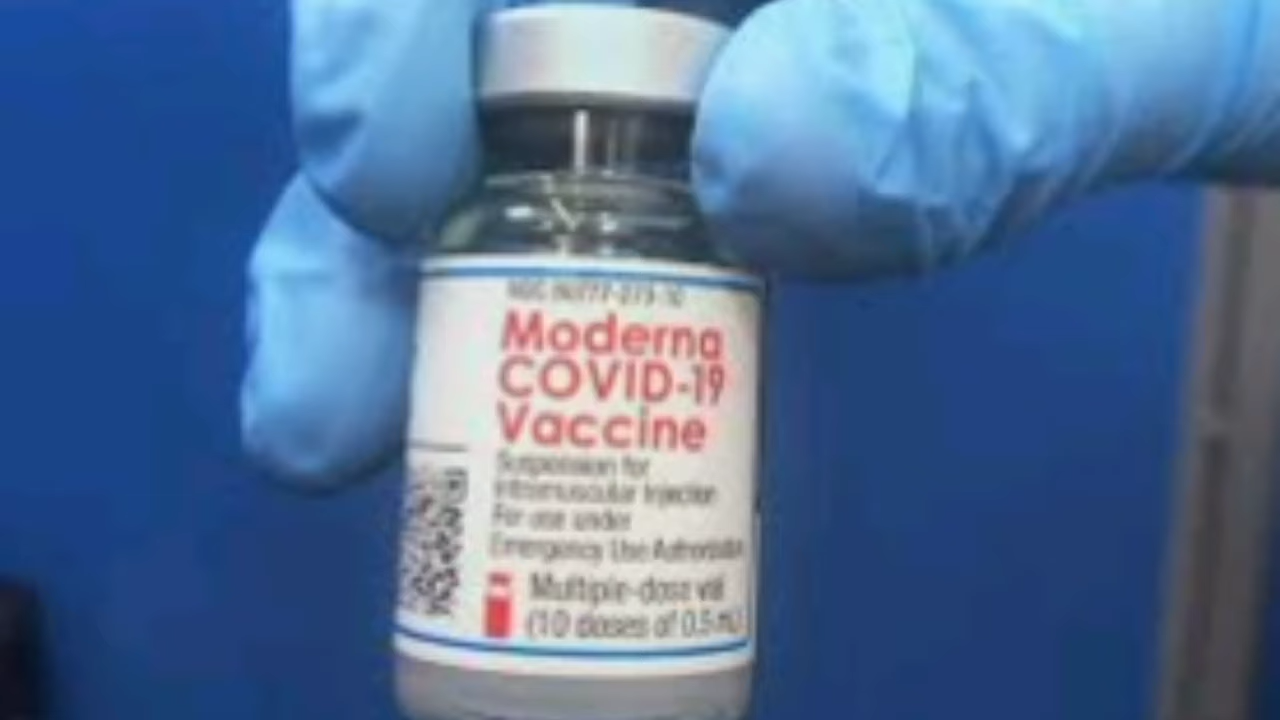 Moderna
COVID-19
Vaccine
Suspension for
Intramuscular Injection
For use under
Emergency Use Authorization
Multiple-dose vial
(10 doses of 0.5 mL)